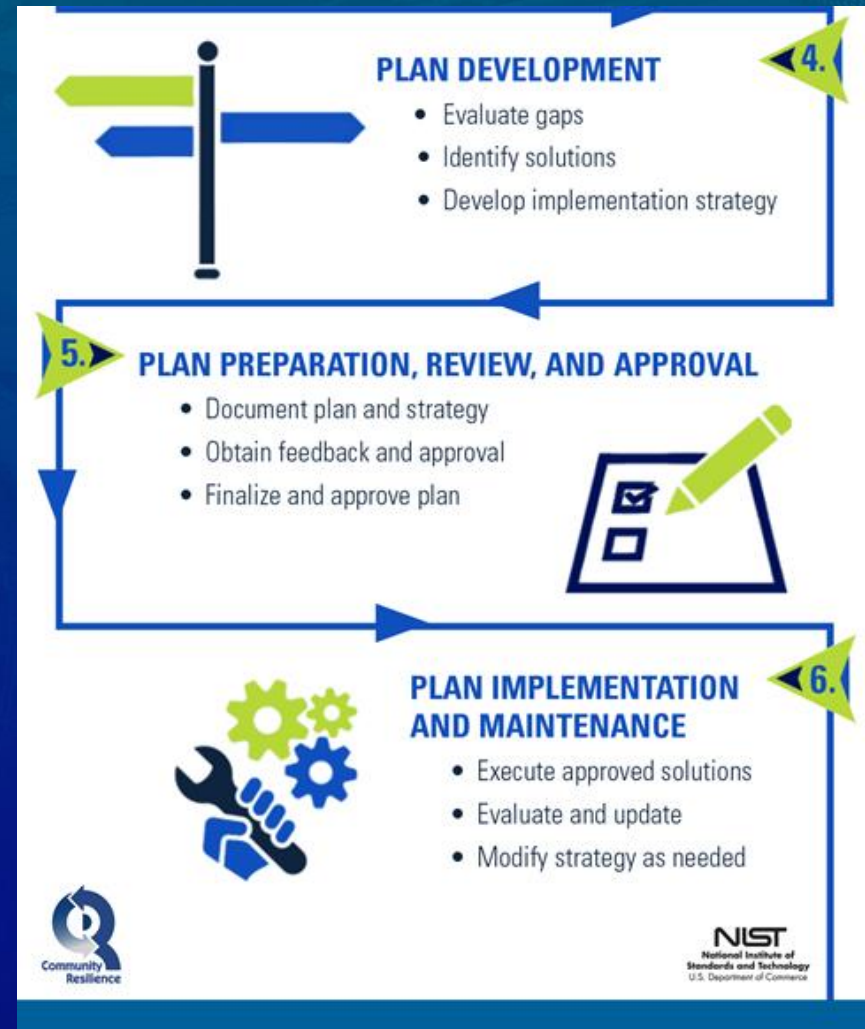 4.
PLAN DEVELOPMENT
• Evaluate gaps
• Identify solutions
• Develop implementation strategy
5.
PLAN PREPARATION, REVIEW, AND APPROVAL
• Document plan and strategy
• Obtain feedback and approval
• Finalize and approve plan
6.
PLAN IMPLEMENTATION
AND MAINTENANCE
• Execute approved solutions
• Evaluate and update
• Modify strategy as needed
Community
Resilience
NIST
National Institute of
Standards and Technology
U.S. Department of Commerce